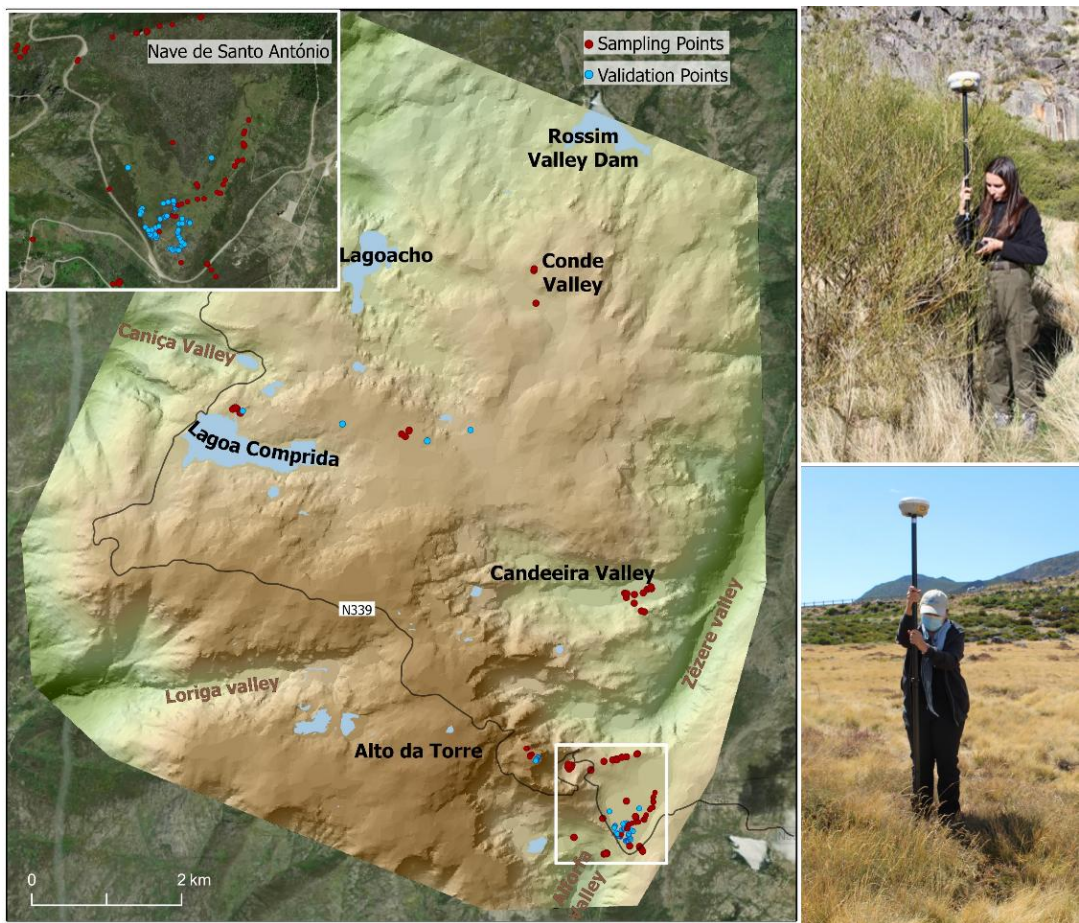 Nave de Santo António
Sampling Points
Validation Points
Rossim
Valley Dam
Lagoacho
Conde
Valley
Caniça Valley
Lagoa Comprida
Candeeira Valley
N339
Zêzere valley
Loriga valley
Alto da Torre
Valley
0
2 km